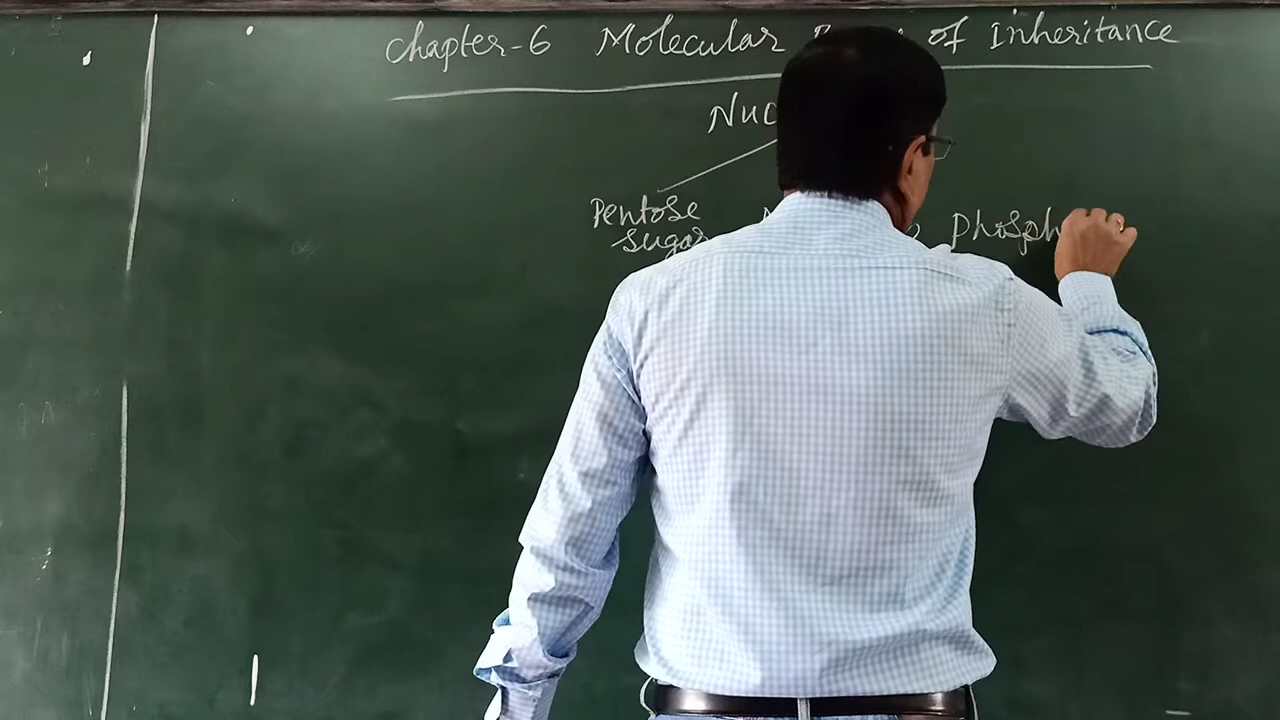 Chapter-6 Molecular of Inheritance
Nuc
Pentose
Sugar
Phosph